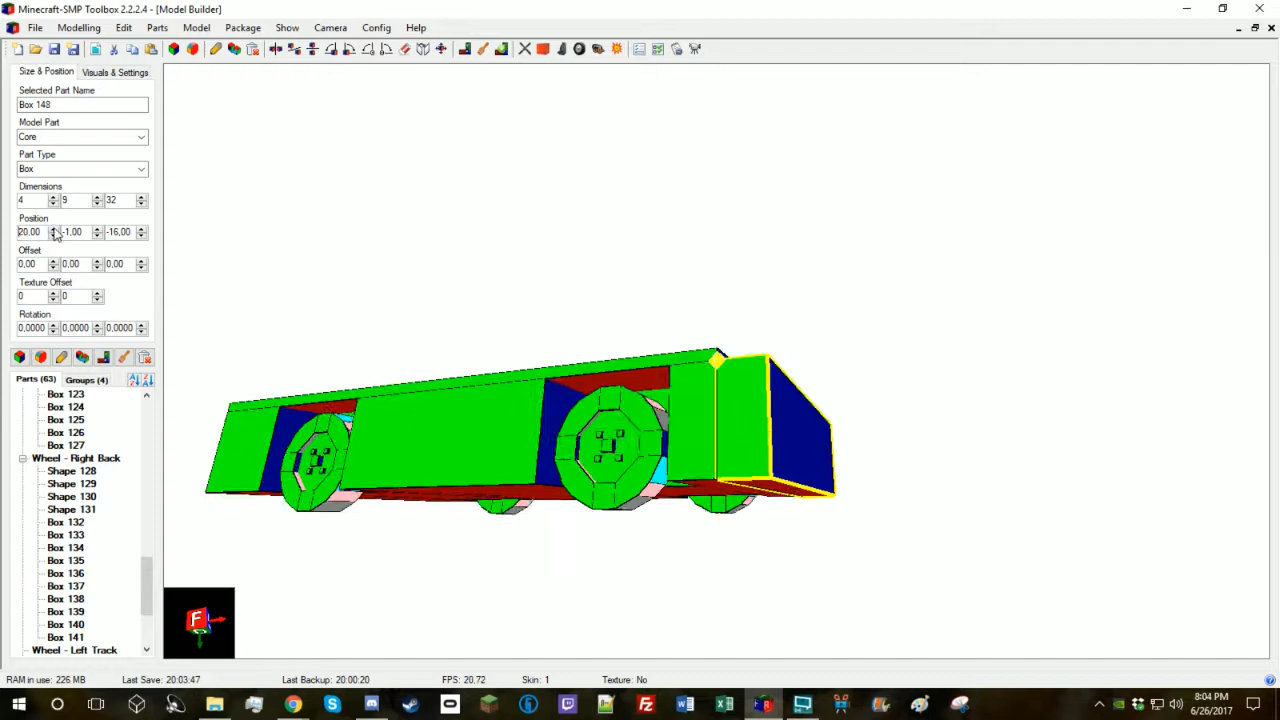 Minecraft-SMP Toolbox 2.2.2.4 - [Model Builder]
File Modelling Edit Parts Model Package Show Camera Config Help
Size & Position Visuals & Settings
Selected Part Name
Box 148
Model Part
Core
Part Type
Box
Dimensions
4 9 32
Position
20,00 -1,00 -16,00
Offset
0,00 0,00 0,00
Texture Offset
0 0
Rotation
0,0000 0,0000 0,0000
Parts (63) Groups (4)
Box 123
Box 124
Box 125
Box 126
Box 127
Wheel - Right Back
Shape 128
Shape 129
Shape 130
Shape 131
Box 132
Box 133
Box 134
Box 135
Box 136
Box 137
Box 138
Box 139
Box 140
Box 141
Wheel - Left Track
F
RAM in use: 226 MB Last Save: 20:03:47 Last Backup: 20:00:20 FPS: 20.72 Skin: 1 Texture: No
8:04 PM
6/26/2017